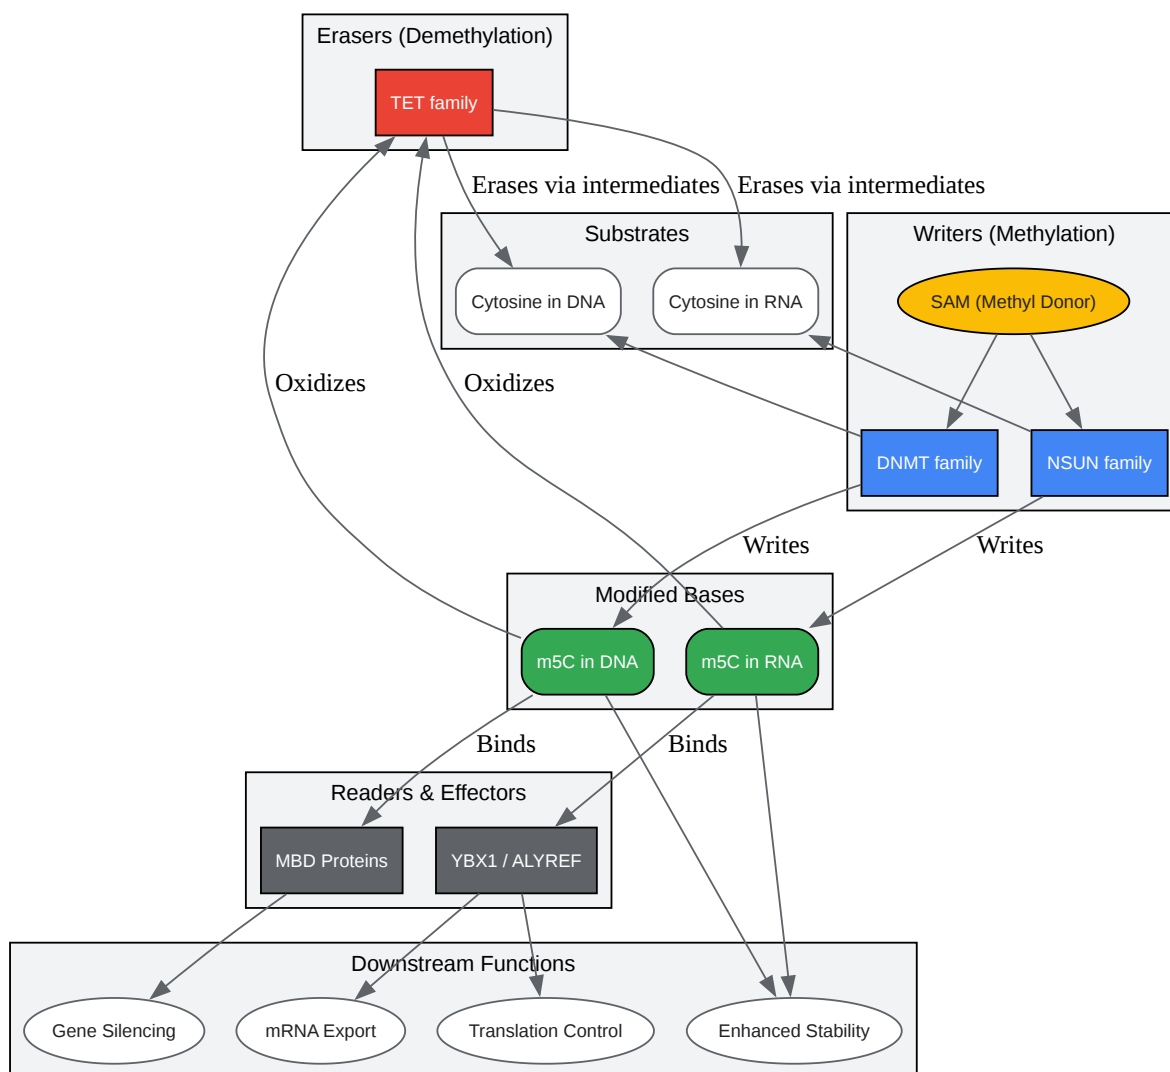 Erasers (Demethylation)
TET family
Erases via intermediates
Erases via intermediates
Substrates
Cytosine in DNA
Cytosine in RNA
Writers (Methylation)
SAM (Methyl Donor)
Oxidizes
Oxidizes
DNMT family
NSUN family
Writes
Writes
Modified Bases
m5C in DNA
m5C in RNA
Binds
Binds
Readers & Effectors
MBD Proteins
YBX1 / ALYREF
Downstream Functions
Gene Silencing
mRNA Export
Translation Control
Enhanced Stability